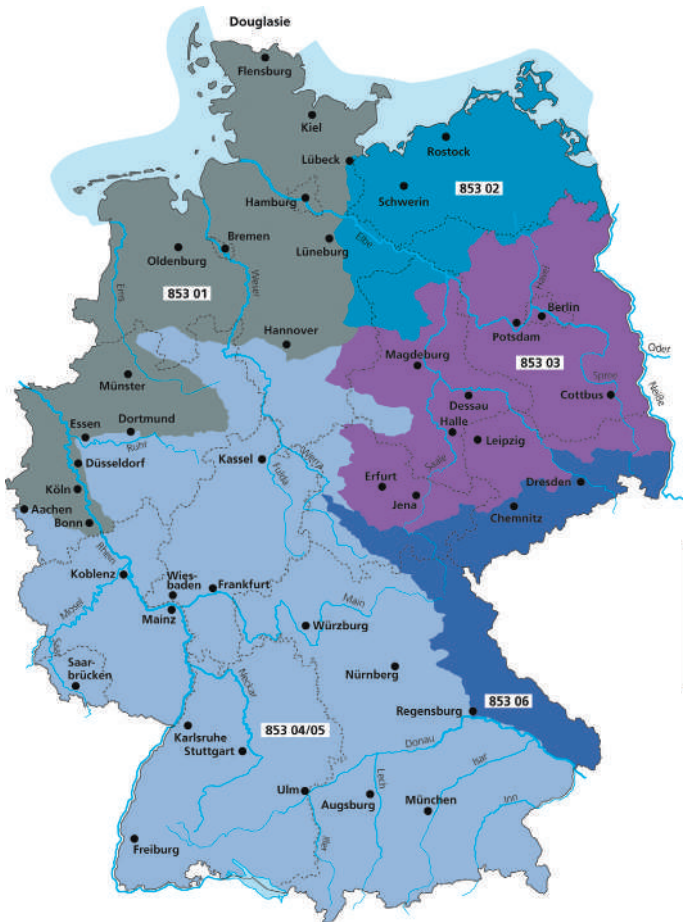 Douglasie
Flensburg
Kiel
Rostock
Lübeck
853 02
Schwerin
Hamburg
Elbe
Bremen
Lüneburg
Oldenburg
Weser
Ems
853 01
Havel
Berlin
Potsdam
Hannover
Oder
Magdeburg
853 03
Münster
Spree
Neiße
Dessau
Cottbus
Essen
Dortmund
Halle
Leipzig
Ruhr
Werra
Düsseldorf
Kassel
Fulda
Saale
Erfurt
Dresden
Köln
Jena
Aachen
Chemnitz
Bonn
Rhein
Koblenz
Wies-
baden
Frankfurt
Mosel
Main
Mainz
Würzburg
Saar
Saar-
brücken
Nürnberg
Neckar
853 06
Regensburg
Karlsruhe
853 04/05
Stuttgart
Donau
Isar
Lech
Ulm
Augsburg
München
Inn
Freiburg
Iller